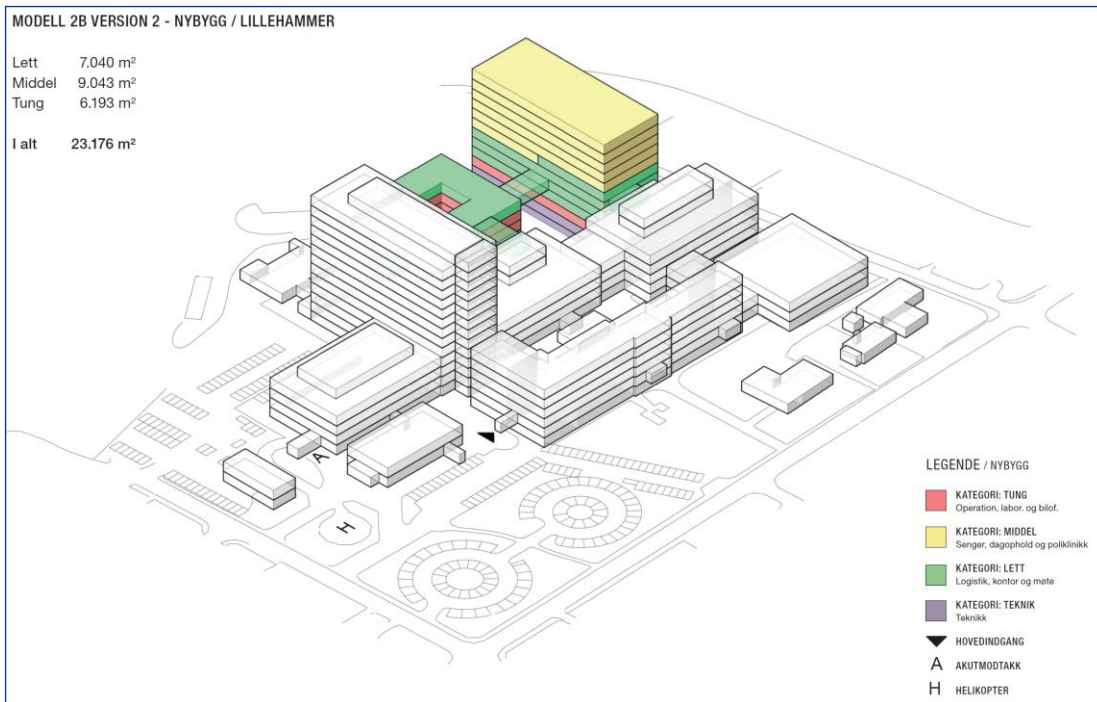 MODELL 2B VERSION 2 - NYBYGG / LILLEHAMMER
Lett 7.040 m²
Middel 9.043 m²
Tung 6.193 m²
I alt 23.176 m²
A
H
LEGENDE / NYBYGG
KATEGORI: TUNG
Operation, labor. og bilof.
KATEGORI: MIDDEL
Senger, dagophold og poliklinikk
KATEGORI: LETT
Logistik, kontor og møte
KATEGORI: TEKNIK
Teknikk
HOVEDINDGANG
A AKUTMODTAKK
H HELIKOPTER